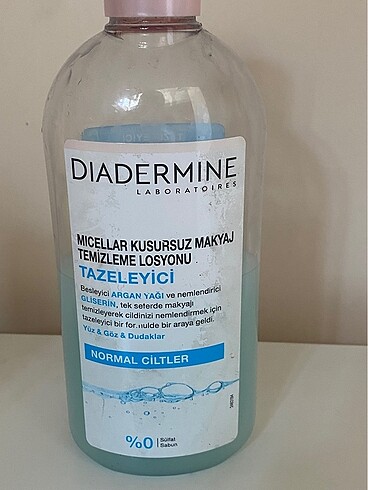 DIADERMINE
LABORATOIRES
MICELLAR KUSURSUZ MAKYAJ
TEMİZLEME LOSYONU
TAZELEYİCİ
Besleyici ARGAN YAĞI ve nemlendirici
GLİSERİN, tek seferde makyajı
temizleyerek cildinizi nemlendirmek için
tazeleyici bir formulde bir araya geldi.
Yüz & Göz & Dudaklar
NORMAL CİLTLER
%0 Sülfat
Sabun